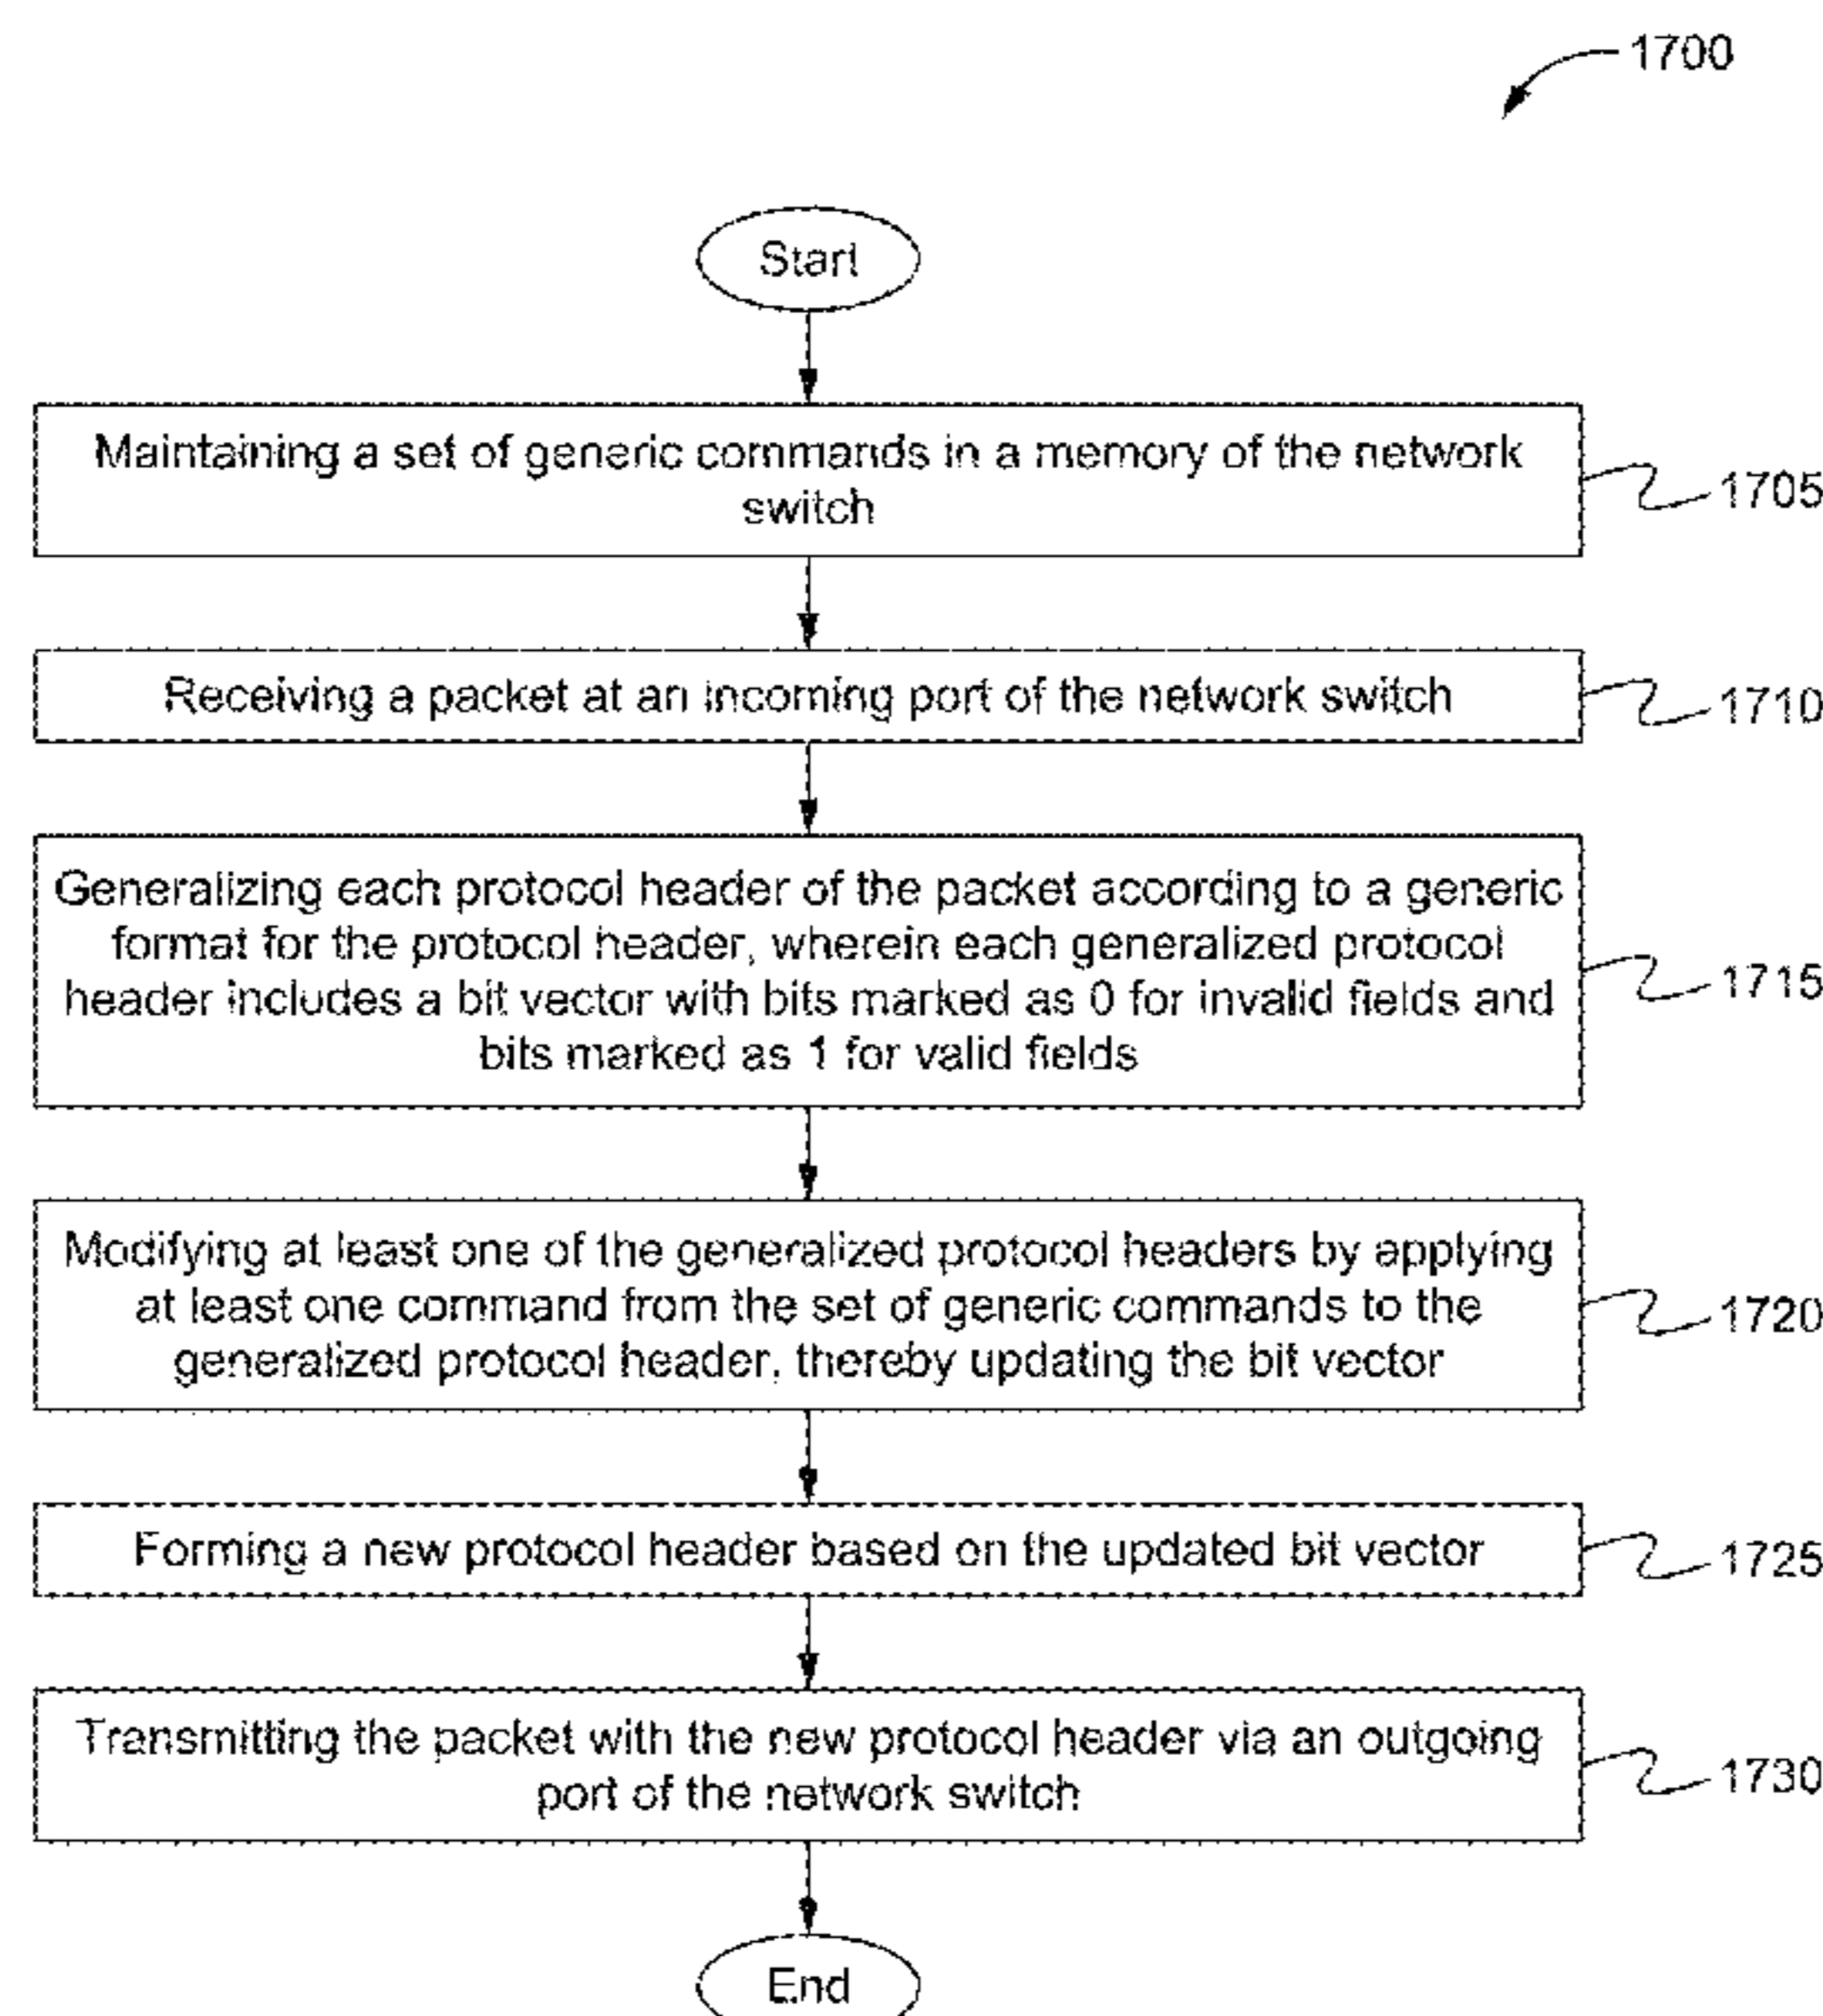 1700
Start
Maintaining a set of generic commands in a memory of the network
switch
1705
Receiving a packet at an incoming port of the network switch
1710
Generalizing each protocol header of the packet according to a generic
format for the protocol header, wherein each generalized protocol
header includes a bit vector with bits marked as 0 for invalid fields and
bits marked as 1 for valid fields
1715
Modifying at least one of the generalized protocol headers by applying
at least one command from the set of generic commands to the
generalized protocol header, thereby updating the bit vector
1720
Forming a new protocol header based on the updated bit vector
1725
Transmitting the packet with the new protocol header via an outgoing
port of the network switch
1730
End